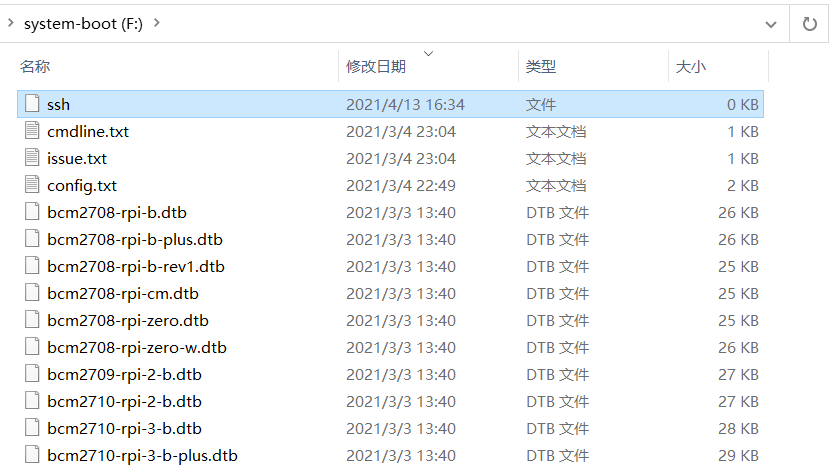 system-boot (F:)
名称 修改日期 类型 大小
ssh 2021/4/13 16:34 文件 0 KB
cmdline.txt 2021/3/4 23:04 文本文档 1 KB
issue.txt 2021/3/4 23:04 文本文档 1 KB
config.txt 2021/3/4 22:49 文本文档 2 KB
bcm2708-rpi-b.dtb 2021/3/3 13:40 DTB 文件 26 KB
bcm2708-rpi-b-plus.dtb 2021/3/3 13:40 DTB 文件 26 KB
bcm2708-rpi-b-rev1.dtb 2021/3/3 13:40 DTB 文件 25 KB
bcm2708-rpi-cm.dtb 2021/3/3 13:40 DTB 文件 25 KB
bcm2708-rpi-zero.dtb 2021/3/3 13:40 DTB 文件 25 KB
bcm2708-rpi-zero-w.dtb 2021/3/3 13:40 DTB 文件 26 KB
bcm2709-rpi-2-b.dtb 2021/3/3 13:40 DTB 文件 27 KB
bcm2710-rpi-2-b.dtb 2021/3/3 13:40 DTB 文件 27 KB
bcm2710-rpi-3-b.dtb 2021/3/3 13:40 DTB 文件 28 KB
bcm2710-rpi-3-b-plus.dtb 2021/3/3 13:40 DTB 文件 29 KB